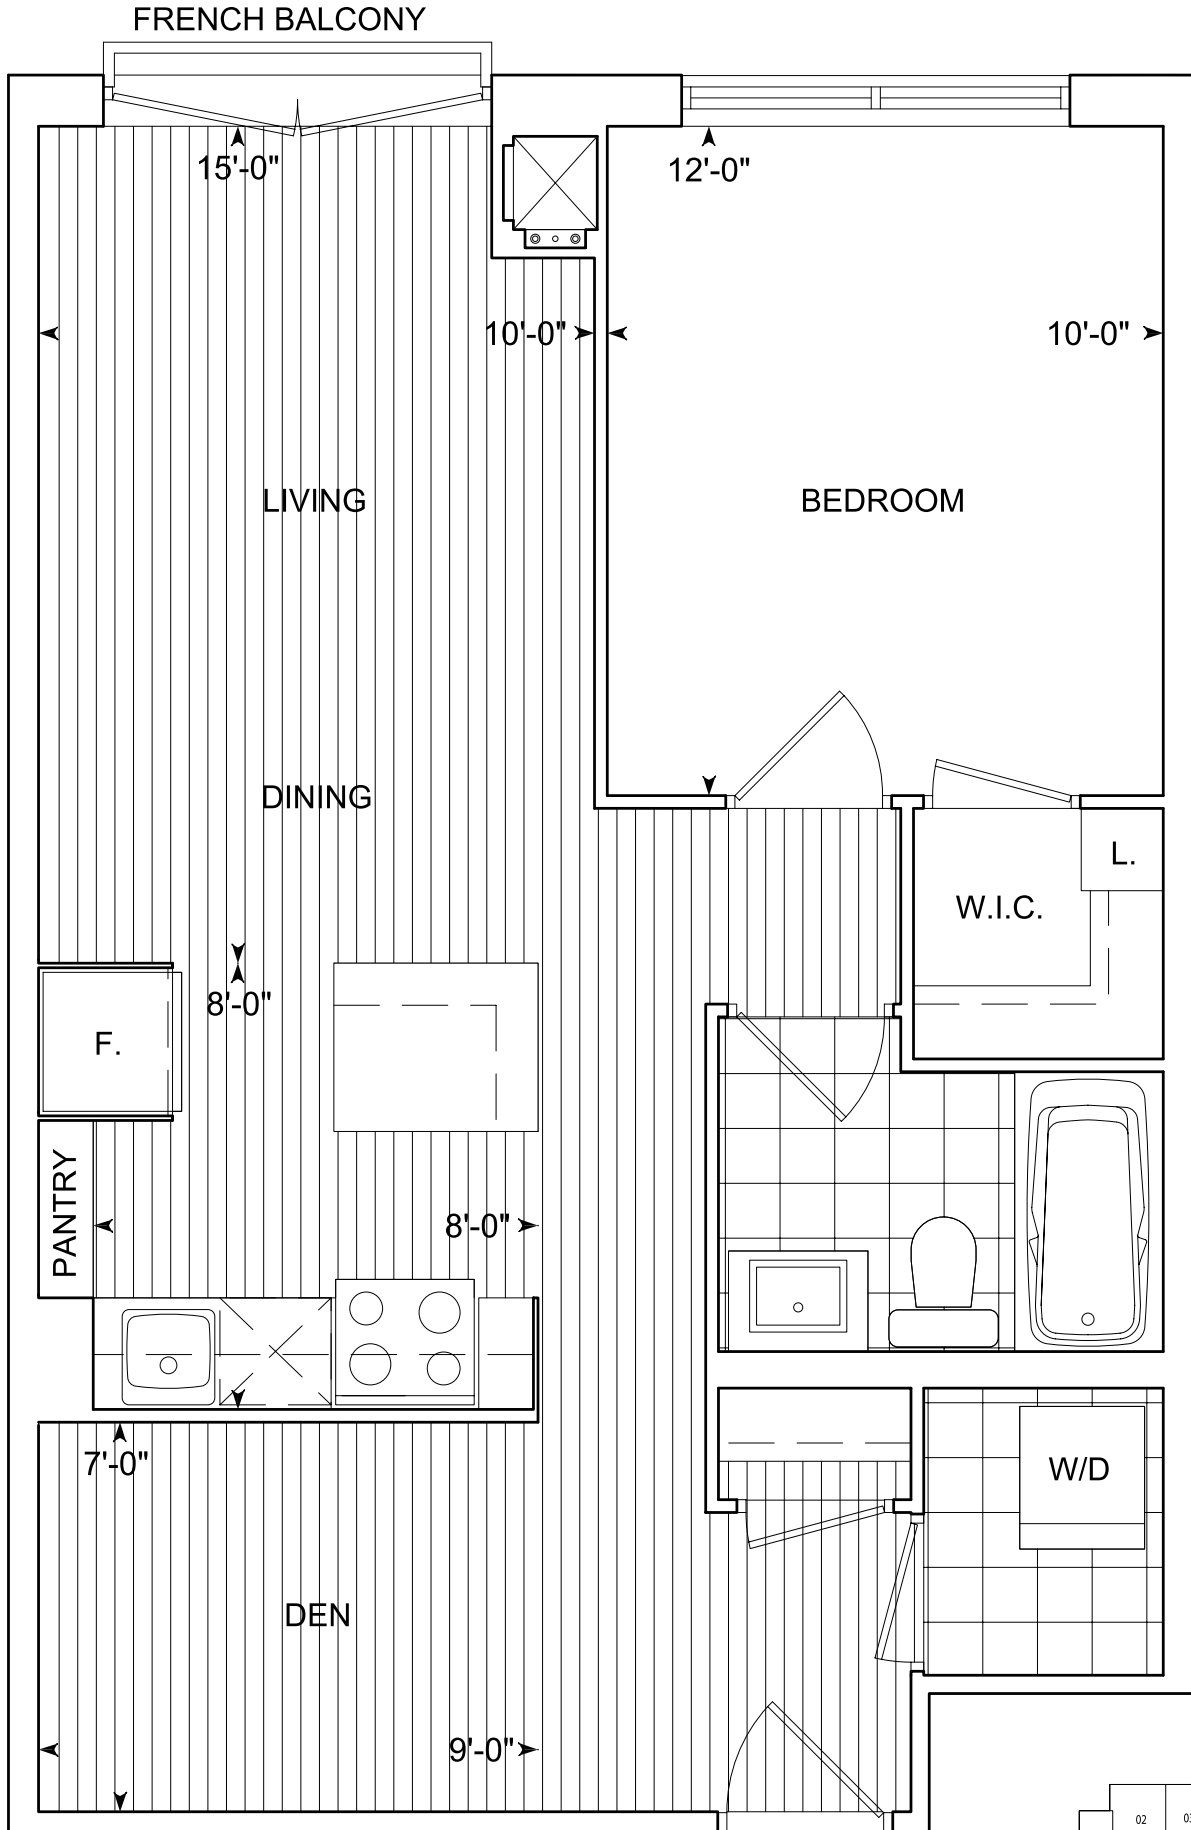 FRENCH BALCONY
15'-0"
12'-0"
10'-0"
10'-0"
LIVING
BEDROOM
DINING
L.
W.I.C.
8'-0"
F.
PANTRY
8'-0"
7'-0"
W/D
DEN
9'-0"
02